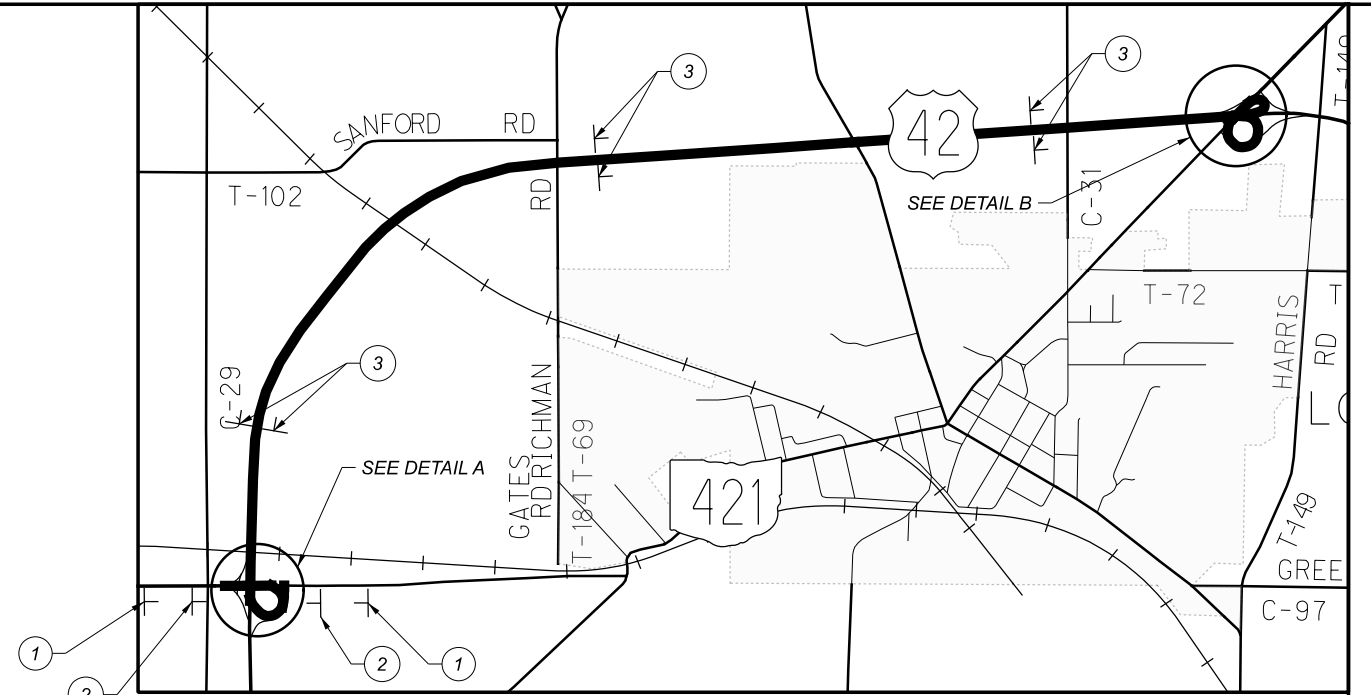 3
3
SANFORD RD
42
T-102
RD
SEE DETAIL B
C-31
T-149
T-72
T
HARRIS
RD
3
C-29
SEE DETAIL A
GATES
RD RICHMAN
T-184 T-69
421
T-149
GREE
C-97
1
2
2
1